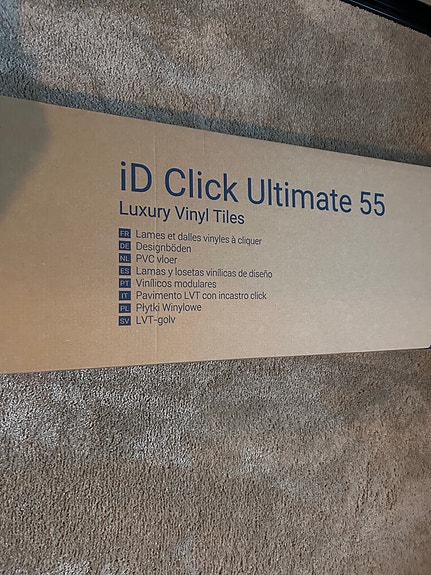 iD Click Ultimate 55
Luxury Vinyl Tiles
FR Lames et dalles vinyles à cliquer
DE Designböden
NL PVC vloer
ES Lamas y losetas vinílicas de diseño
PT Vinílicos modulares
IT Pavimento LVT con incastro click
PL Płytki Winylowe
SV LVT-golv